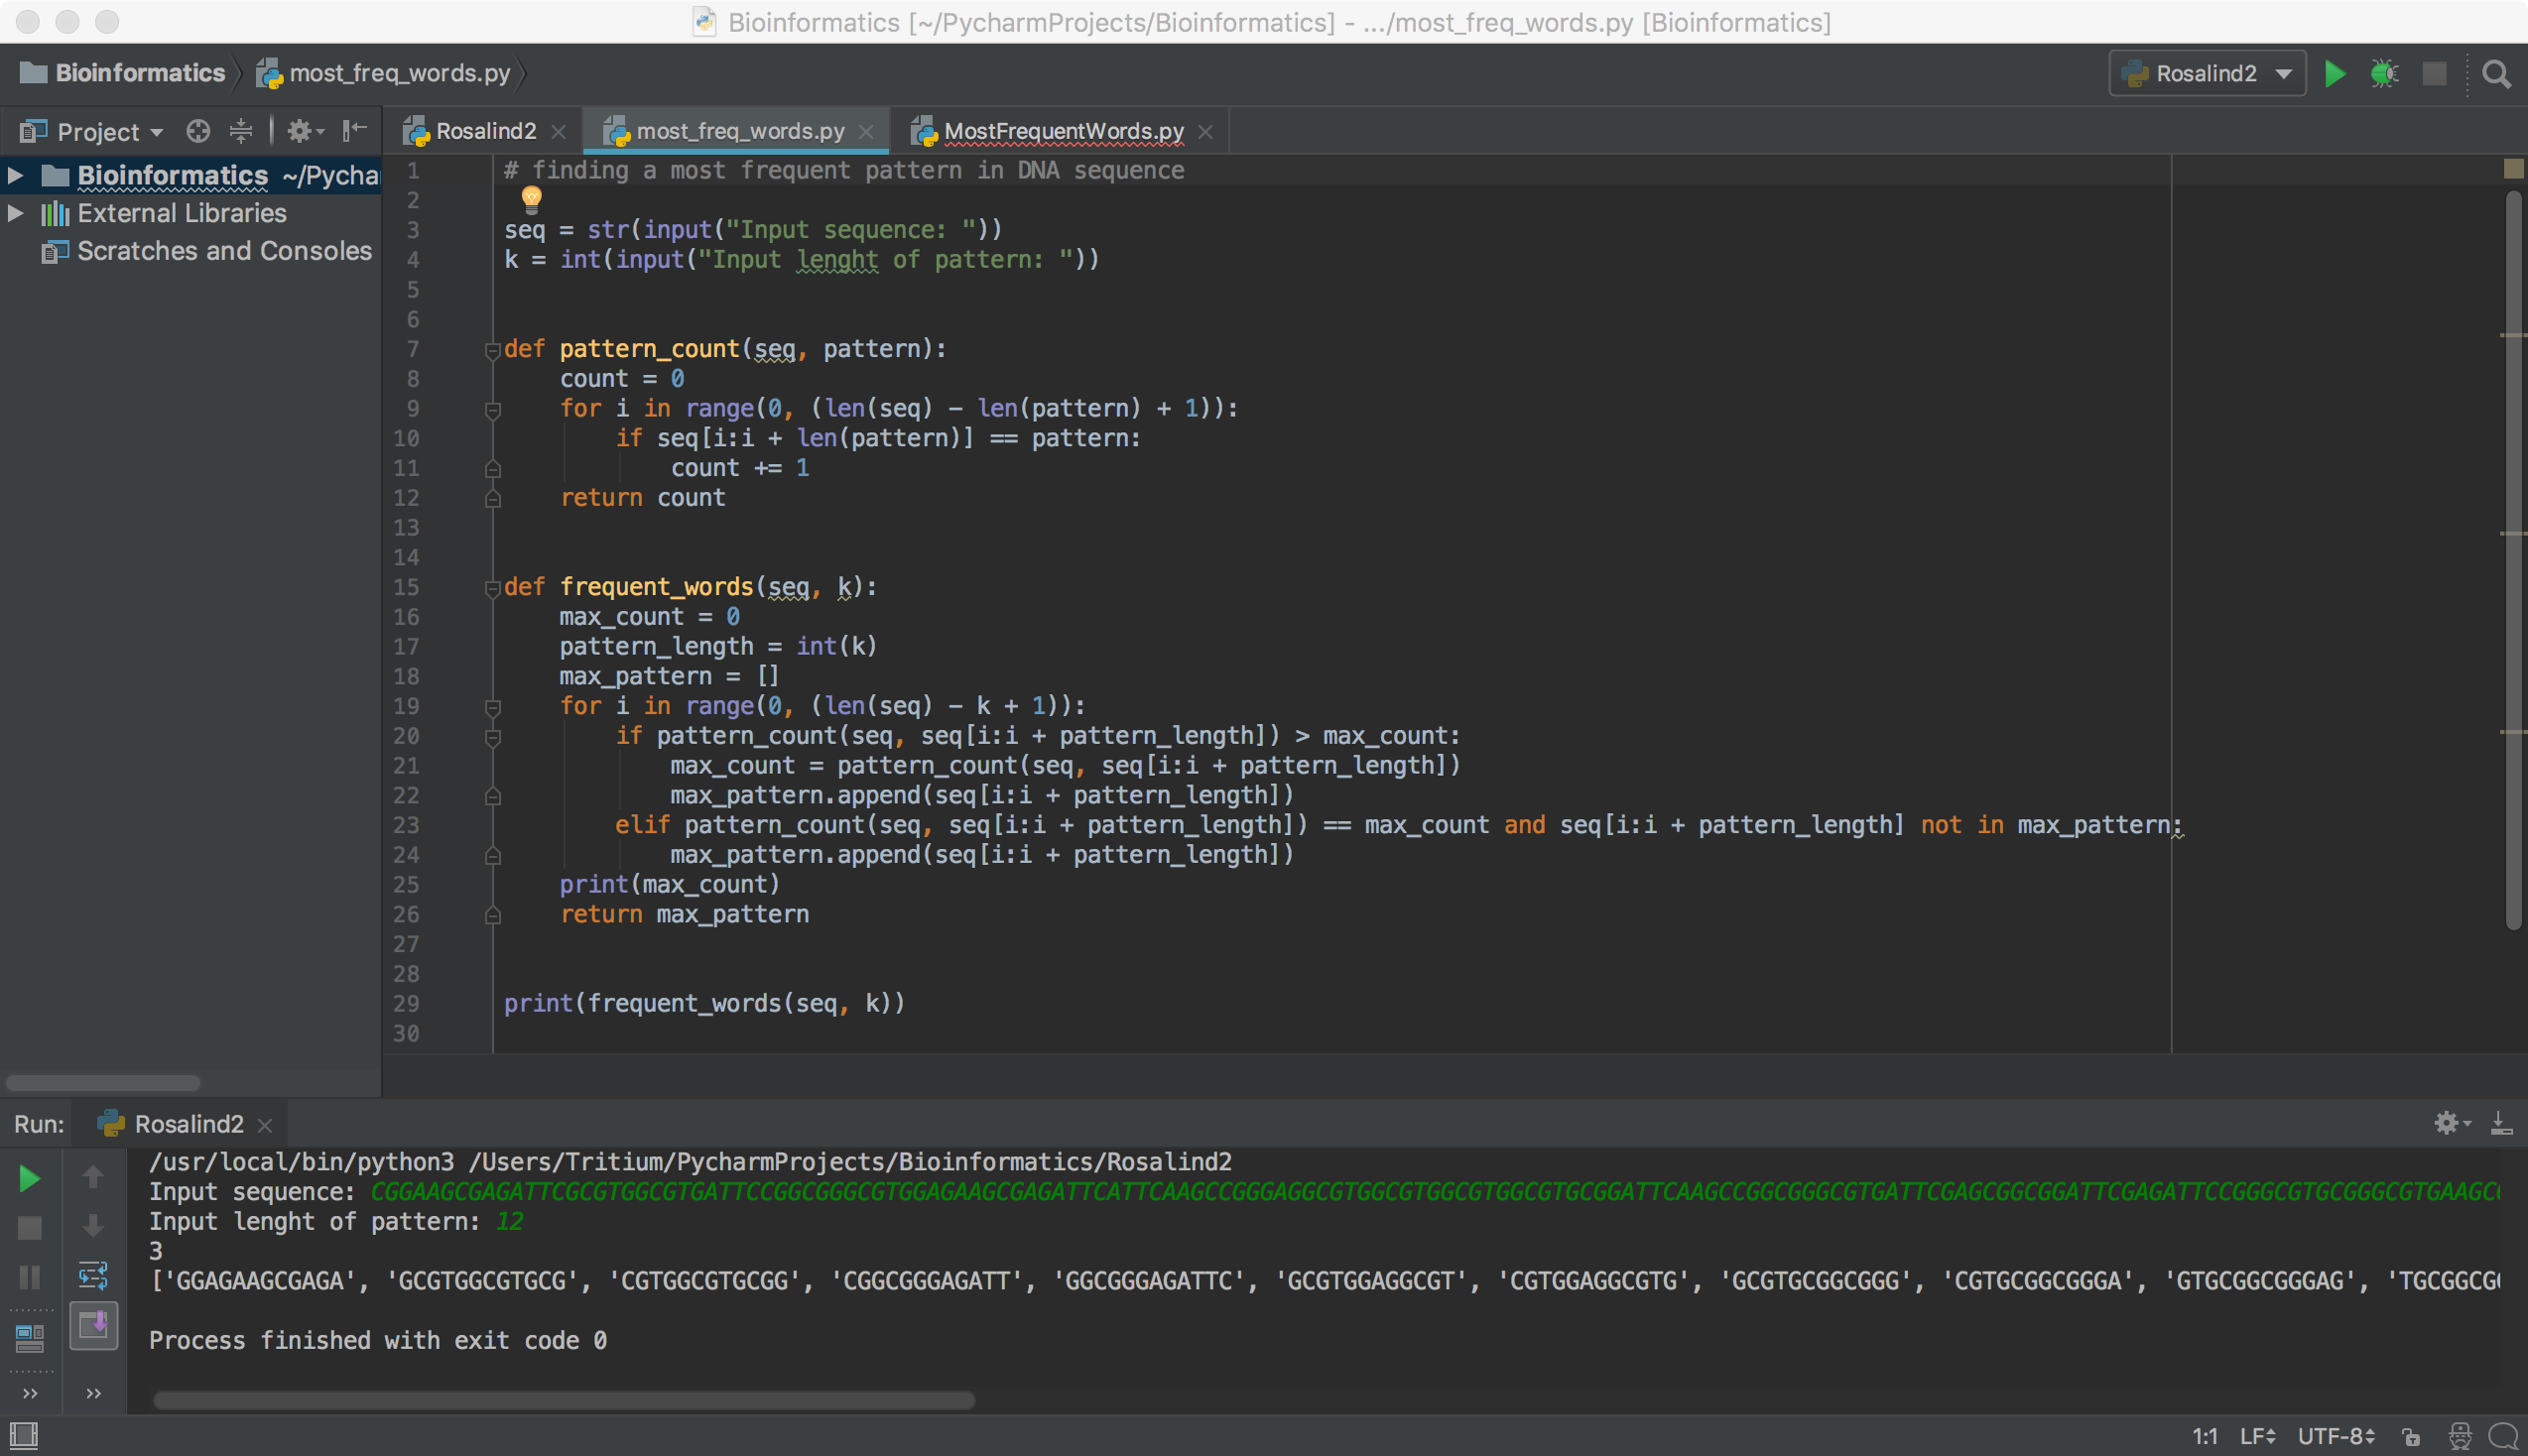 Bioinformatics [~/PycharmProjects/Bioinformatics] - .../most_freq_words.py [Bioinformatics]
Bioinformatics most_freq_words.py Rosalind2
Project Rosalind2 most_freq_words.py MostFrequentWords.py
Bioinformatics ~/Pycha
External Libraries
Scratches and Consoles
1 # finding a most frequent pattern in DNA sequence
2
3 seq = str(input("Input sequence: "))
4 k = int(input("Input lenght of pattern: "))
5
6
7 def pattern_count(seq, pattern):
8     count = 0
9     for i in range(0, (len(seq) - len(pattern) + 1)):
10         if seq[i:i + len(pattern)] == pattern:
11             count += 1
12     return count
13
14
15 def frequent_words(seq, k):
16     max_count = 0
17     pattern_length = int(k)
18     max_pattern = []
19     for i in range(0, (len(seq) - k + 1)):
20         if pattern_count(seq, seq[i:i + pattern_length]) > max_count:
21             max_count = pattern_count(seq, seq[i:i + pattern_length])
22             max_pattern.append(seq[i:i + pattern_length])
23         elif pattern_count(seq, seq[i:i + pattern_length]) == max_count and seq[i:i + pattern_length] not in max_pattern:
24             max_pattern.append(seq[i:i + pattern_length])
25     print(max_count)
26     return max_pattern
27
28
29 print(frequent_words(seq, k))
30
Run: Rosalind2
/usr/local/bin/python3 /Users/Tritium/PycharmProjects/Bioinformatics/Rosalind2
Input sequence: CGGAAGCGAGATTCGCGTGGCGTGATTCCGGCGGGCGTGGAGAAGCGAGATTCATTCAAGCCGGGAGGCGTGGCGTGGCGTGGCGTGCGGATTCAAGCCGGCGGGCGTGATTCGAGCGGCGGATTCGAGATTCCGGGCGTGCGGGCGTGAAGC
Input lenght of pattern: 12
3
['GGAGAAGCGAGA', 'GCGTGGCGTGCG', 'CGTGGCGTGCGG', 'CGGCGGGAGATT', 'GGCGGGAGATTC', 'GCGTGGAGGCGT', 'CGTGGAGGCGTG', 'GCGTGCGGCGGG', 'CGTGCGGCGGGA', 'GTGCGGCGGGAG', 'TGCGGCG
Process finished with exit code 0
1:1 LF UTF-8